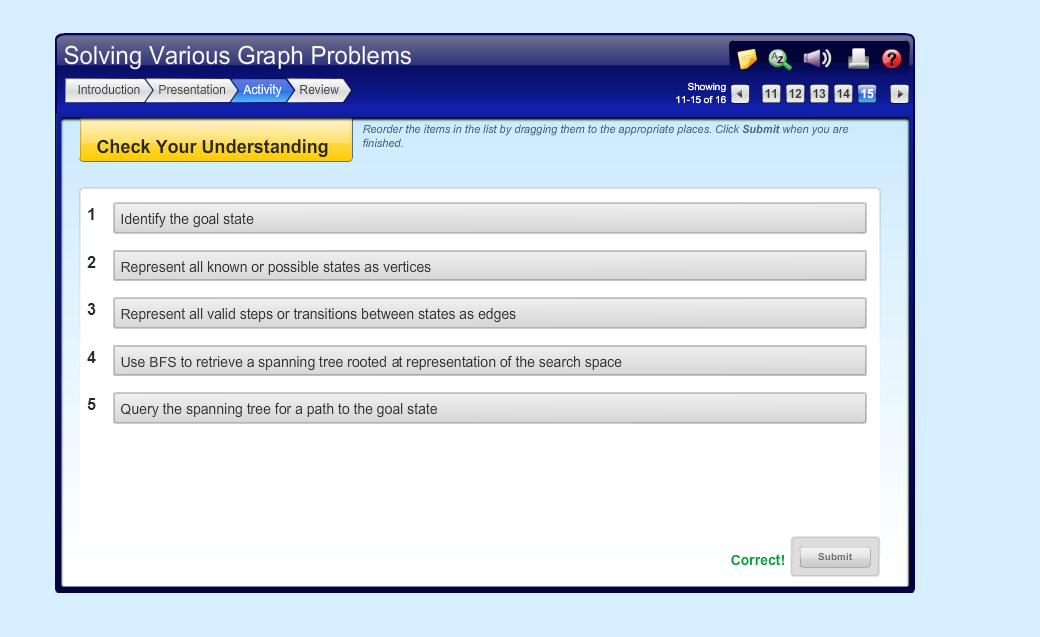 Solving Various Graph Problems
Introduction Presentation Activity Review
Showing
11-15 of 16
11 12 13 14 15
Check Your Understanding
Reorder the items in the list by dragging them to the appropriate places. Click Submit when you are
finished.
1 Identify the goal state
2 Represent all known or possible states as vertices
3 Represent all valid steps or transitions between states as edges
4 Use BFS to retrieve a spanning tree rooted at representation of the search space
5 Query the spanning tree for a path to the goal state
Correct! Submit